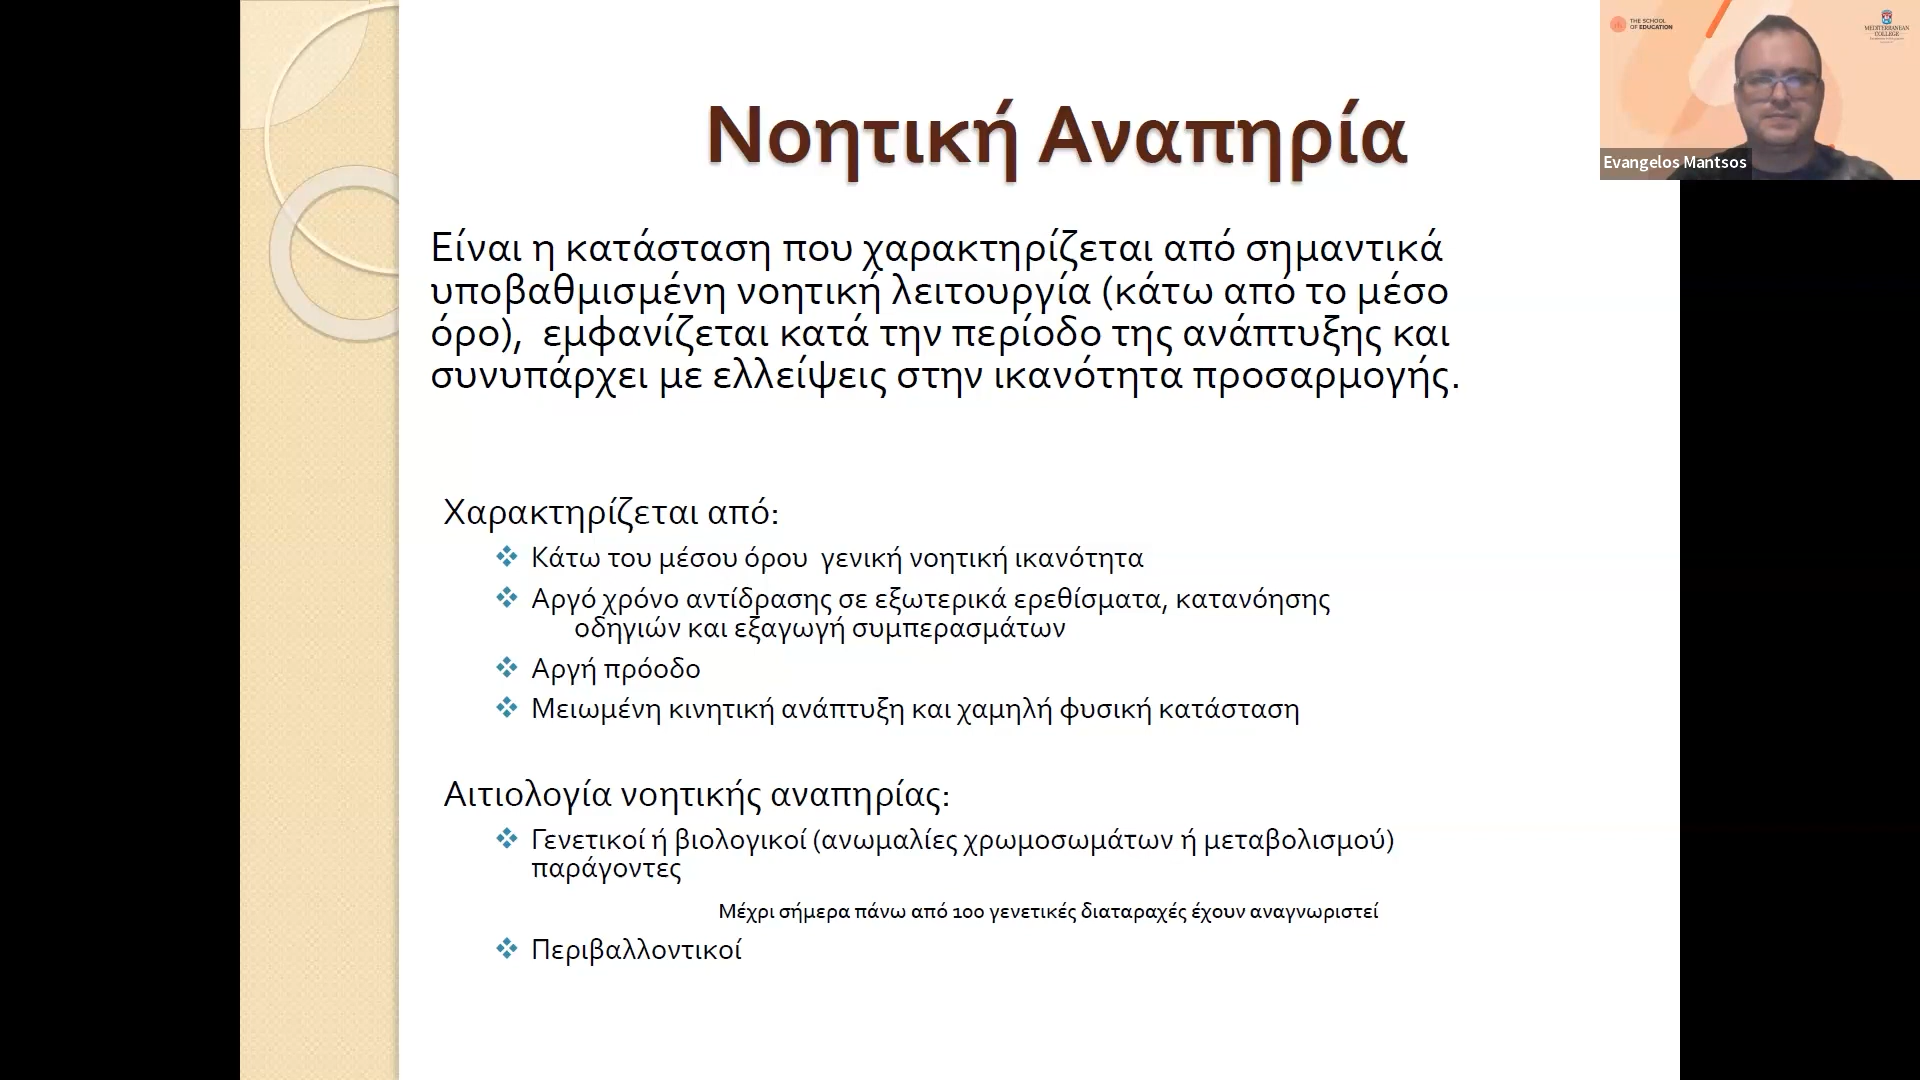 Νοητική Αναπηρία
Είναι η κατάσταση που χαρακτηρίζεται από σημαντικά
υποβαθμισμένη νοητική λειτουργία (κάτω από το μέσο
όρο), εμφανίζεται κατά την περίοδο της ανάπτυξης και
συνυπάρχει με ελλείψεις στην ικανότητα προσαρμογής.
Χαρακτηρίζεται από:
Κάτω του μέσου όρου γενική νοητική ικανότητα
Αργό χρόνο αντίδρασης σε εξωτερικά ερεθίσματα, κατανόησης
οδηγιών και εξαγωγή συμπερασμάτων
Αργή πρόοδο
Μειωμένη κινητική ανάπτυξη και χαμηλή φυσική κατάσταση
Αιτιολογία νοητικής αναπηρίας:
Γενετικοί ή βιολογικοί (ανωμαλίες χρωμοσωμάτων ή μεταβολισμού)
παράγοντες
Μέχρι σήμερα πάνω από 100 γενετικές διαταραχές έχουν αναγνωριστεί
Περιβαλλοντικοί
THE SCHOOL
OF EDUCATION
MEDITERRANEAN
COLLEGE
Evangelos Mantsos